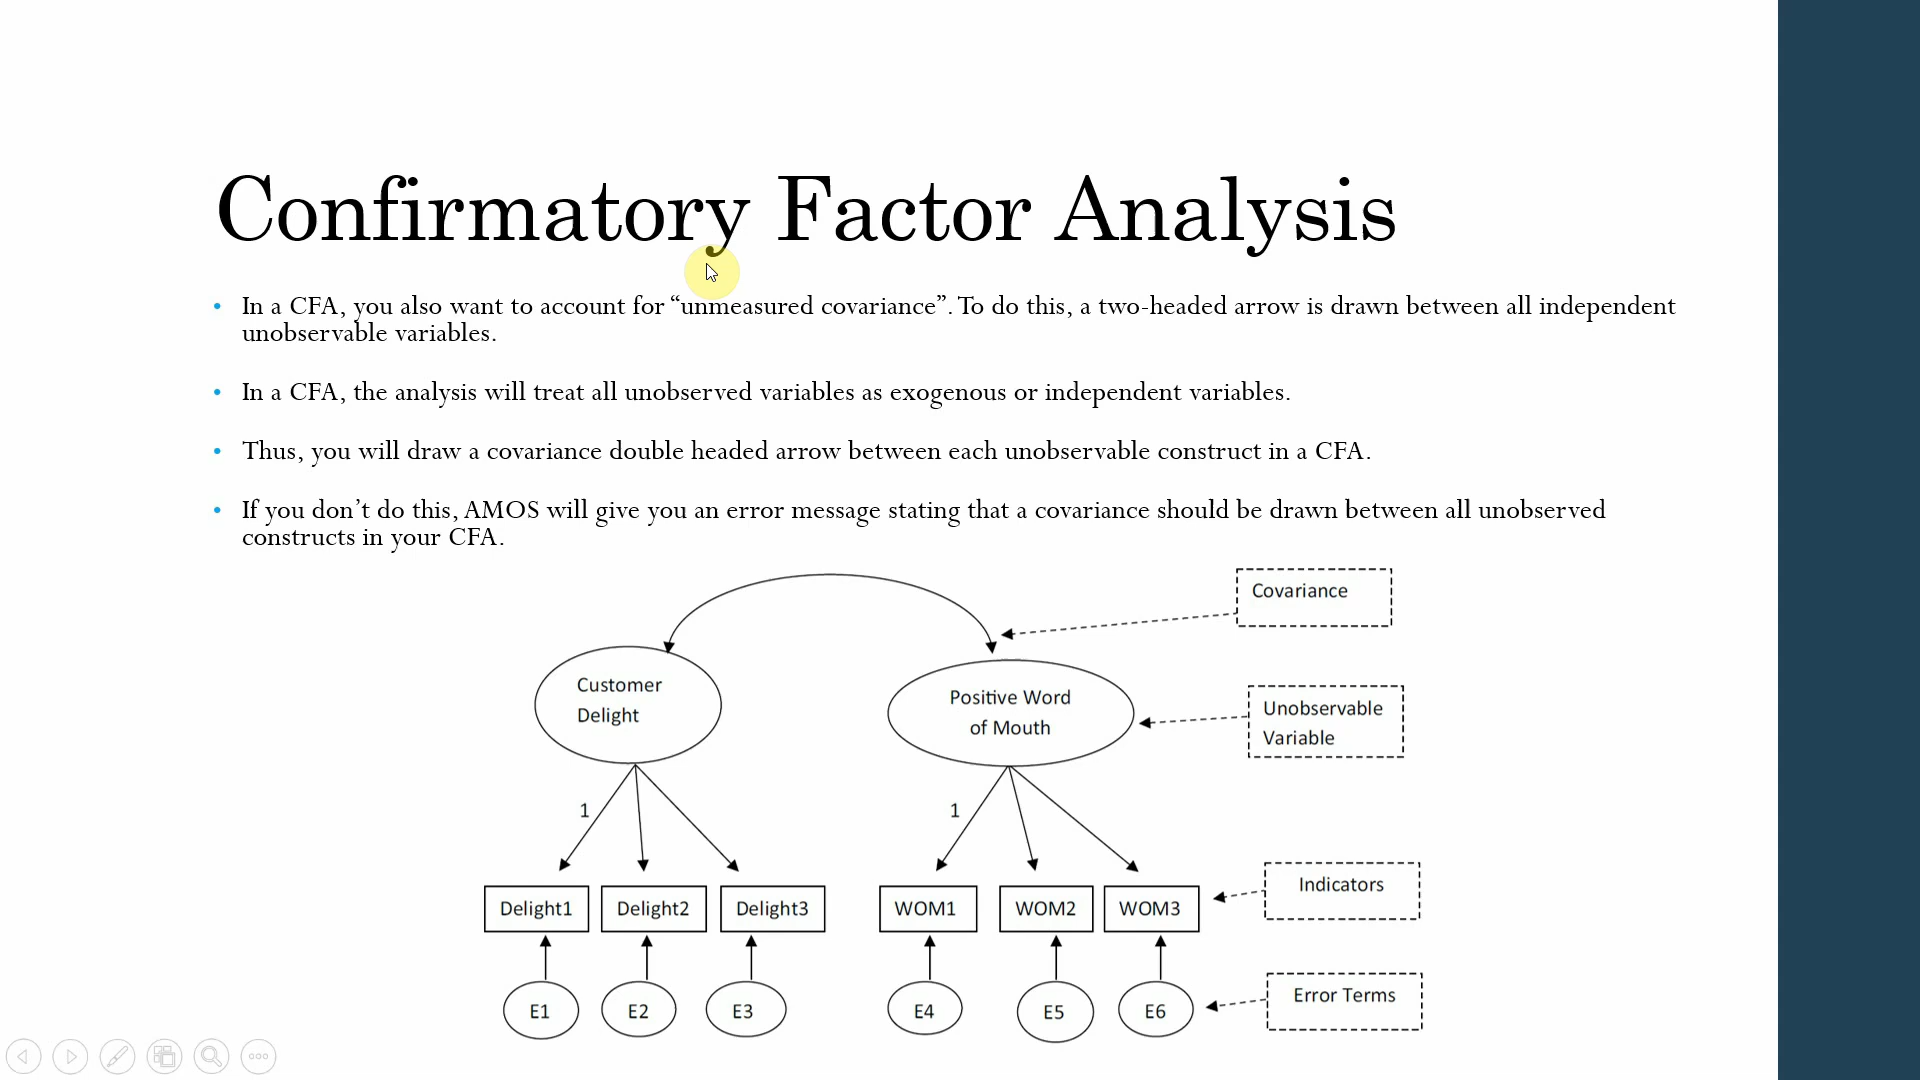 Confirmatory Factor Analysis
• In a CFA, you also want to account for “unmeasured covariance”. To do this, a two-headed arrow is drawn between all independent
unobservable variables.
• In a CFA, the analysis will treat all unobserved variables as exogenous or independent variables.
• Thus, you will draw a covariance double headed arrow between each unobservable construct in a CFA.
• If you don’t do this, AMOS will give you an error message stating that a covariance should be drawn between all unobserved
constructs in your CFA.
Covariance
Customer
Delight
Positive Word
of Mouth
Unobservable
Variable
1
1
Delight1
Delight2
Delight3
WOM1
WOM2
WOM3
Indicators
E1
E2
E3
E4
E5
E6
Error Terms